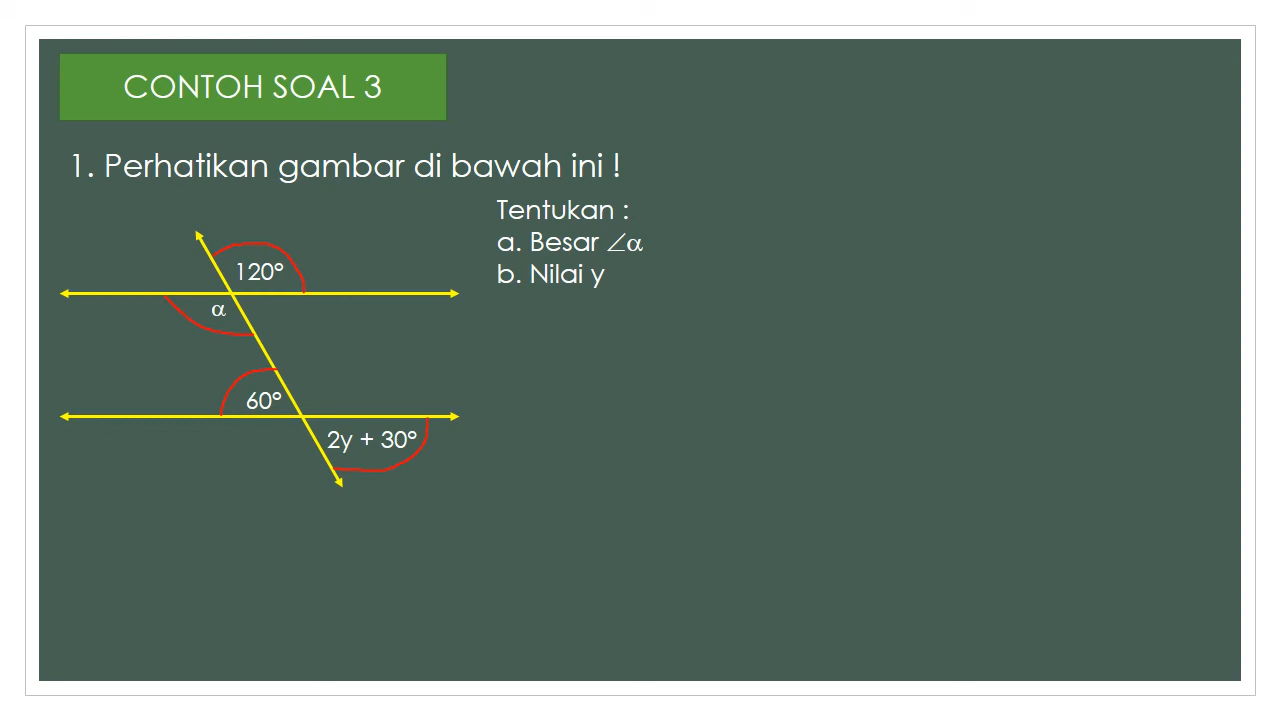 CONTOH SOAL 3
1. Perhatikan gambar di bawah ini !
Tentukan :
a. Besar ∠α
b. Nilai y
120°
α
60°
2y + 30°